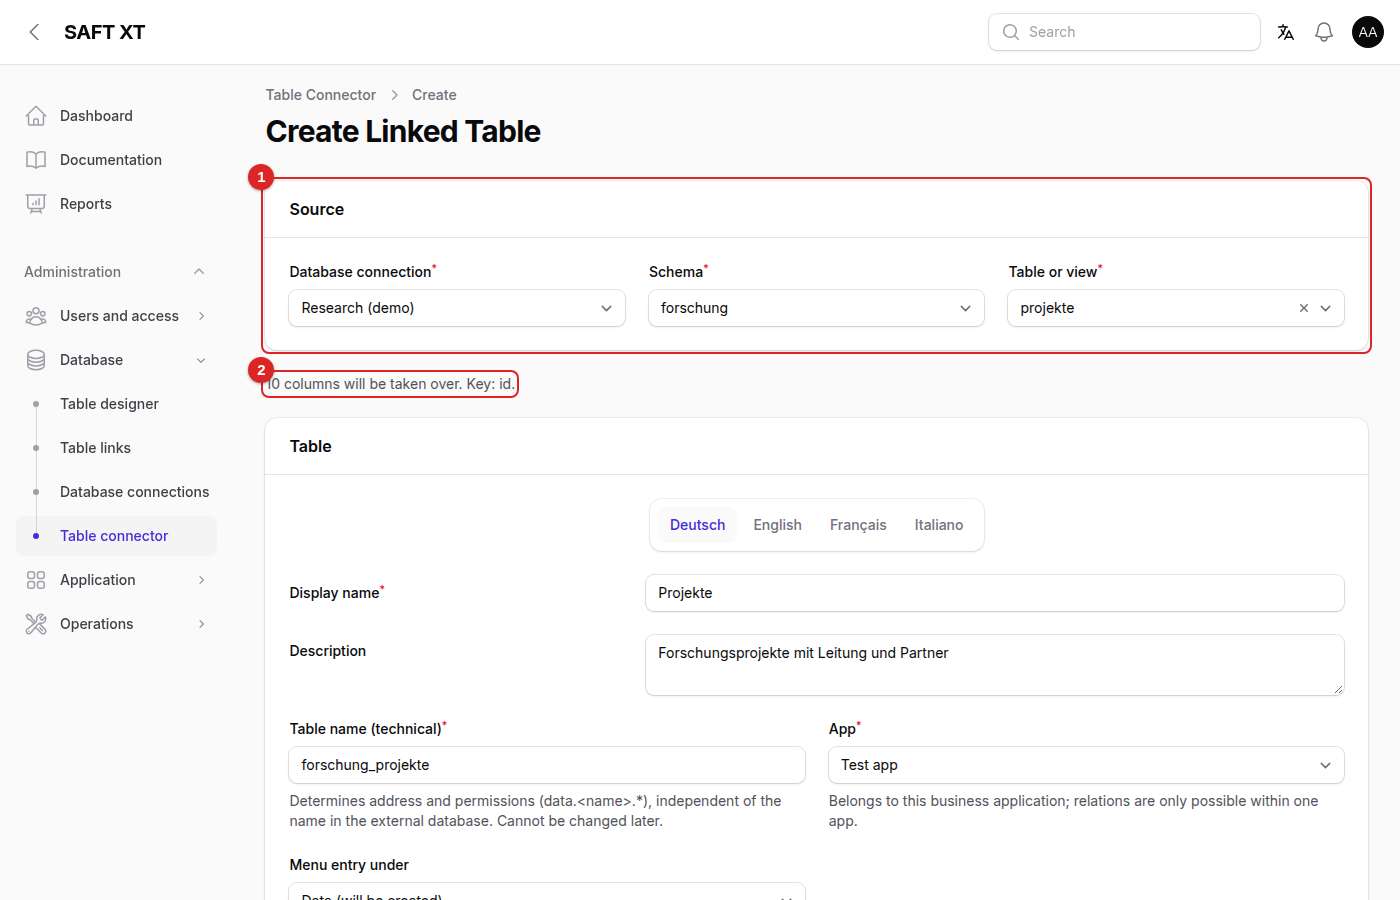 SAFT XT
Search
AA
Dashboard
Documentation
Reports
Administration
Users and access
Database
Table designer
Table links
Database connections
Table connector
Application
Operations
Table Connector > Create
Create Linked Table
1
Source
Database connection*
Schema*
Table or view*
Research (demo)
forschung
projekte
2
10 columns will be taken over. Key: id.
Table
Deutsch English Français Italiano
Display name*
Projekte
Description
Forschungsprojekte mit Leitung und Partner
Table name (technical)*
forschung_projekte
Determines address and permissions (data.<name>.*), independent of the
name in the external database. Cannot be changed later.
App*
Test app
Belongs to this business application; relations are only possible within one
app.
Menu entry under
Data (will be created)